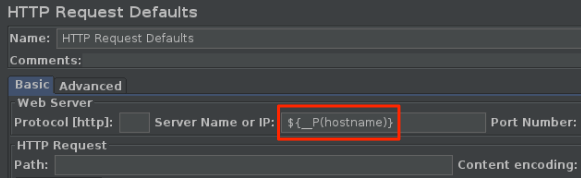 HTTP Request Defaults
Name: HTTP Request Defaults
Comments:
Basic Advanced
Web Server
Protocol [http]: Server Name or IP: ${__P(hostname)} Port Number:
HTTP Request
Path: Content encoding: